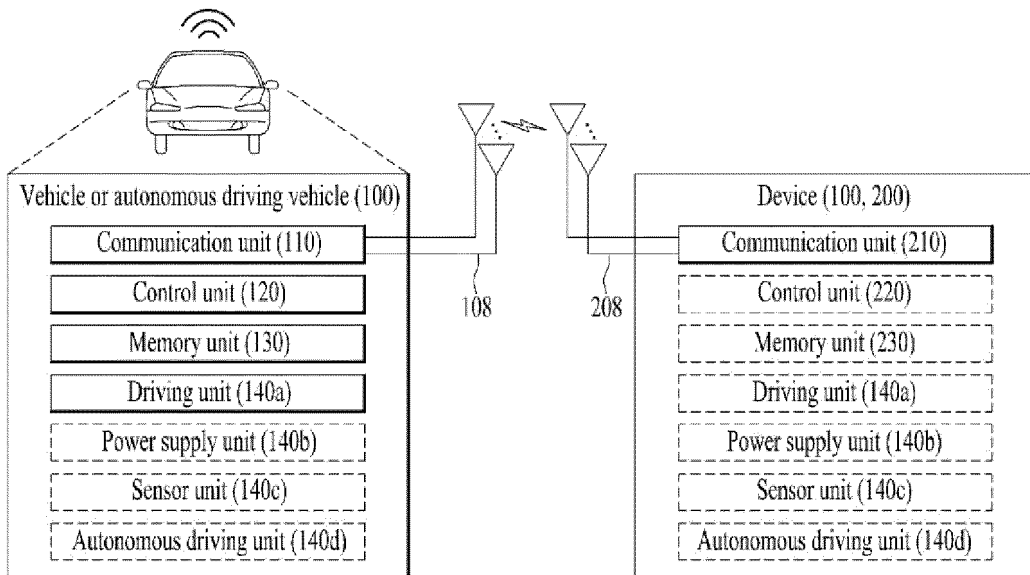 Vehicle or autonomous driving vehicle (100)
Communication unit (110)
Control unit (120)
Memory unit (130)
Driving unit (140a)
Power supply unit (140b)
Sensor unit (140c)
Autonomous driving unit (140d)
108
208
Device (100, 200)
Communication unit (210)
Control unit (220)
Memory unit (230)
Driving unit (140a)
Power supply unit (140b)
Sensor unit (140c)
Autonomous driving unit (140d)